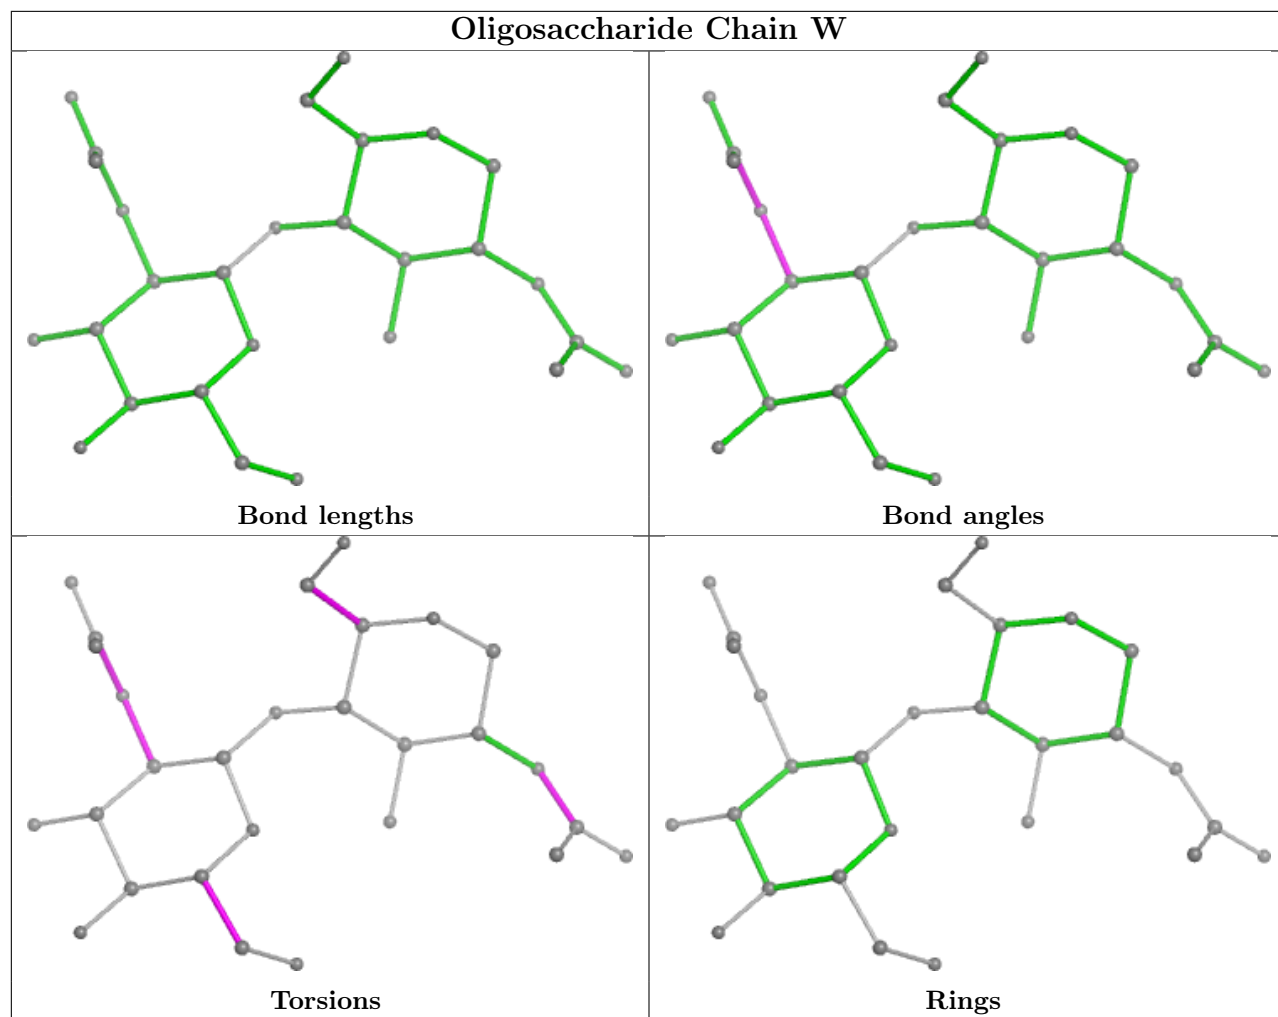 Oligosaccharide Chain W
Bond lengths
Bond angles
Torsions
Rings